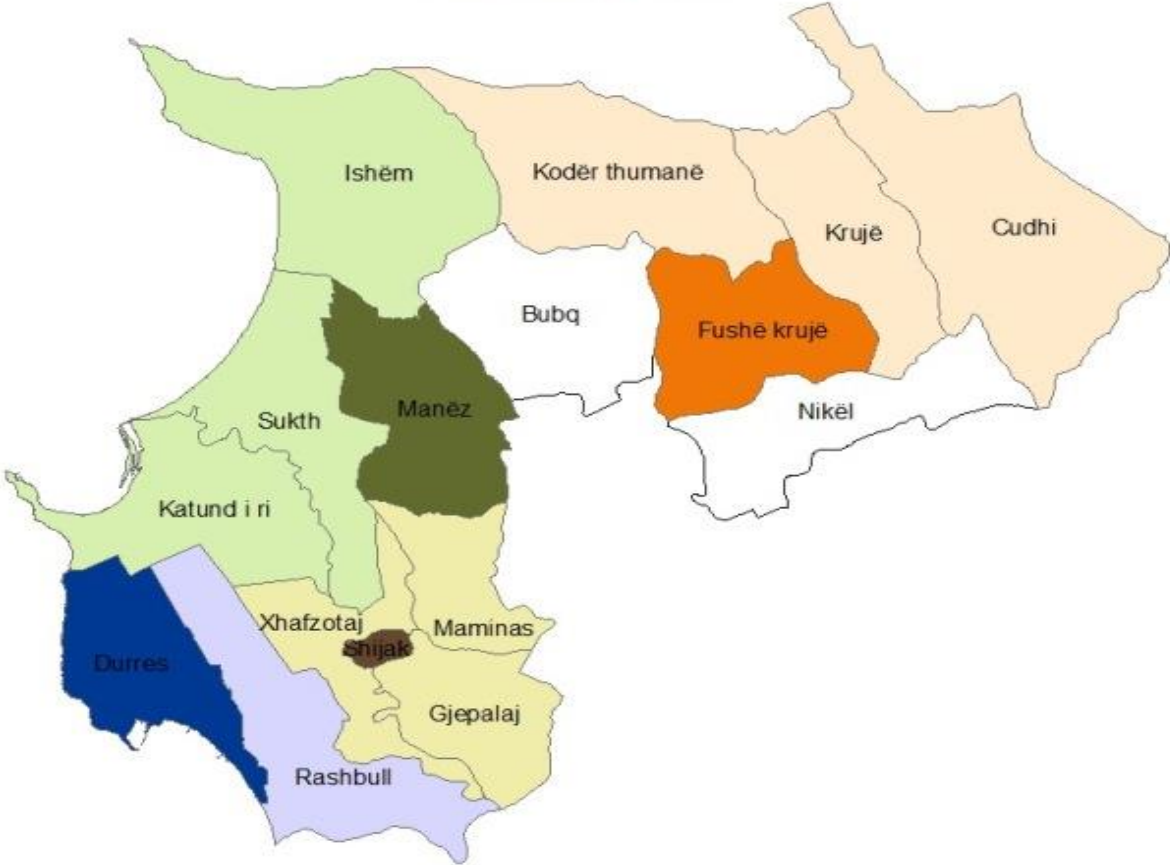 Ishëm
Kodër thumanë
Krujë
Cudhi
Bubq
Fushë krujë
Nikël
Manëz
Sukth
Katund i ri
Xhafzotaj
Maminas
Shijak
Durres
Gjepalaj
Rashbull